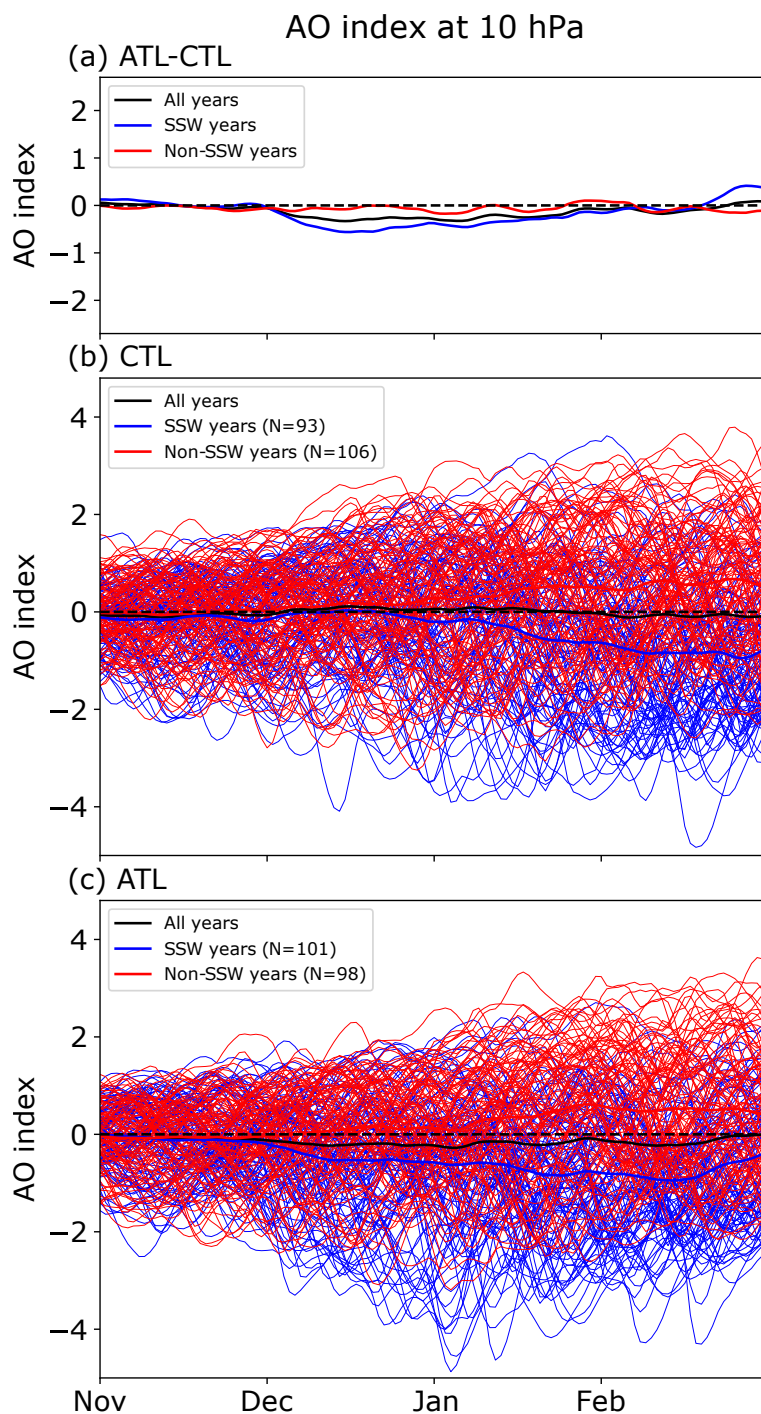 AO index at 10 hPa
(a) ATL-CTL
All years
SSW years
Non-SSW years
2
1
0
−1
−2
AO index
(b) CTL
All years
SSW years (N=93)
Non-SSW years (N=106)
4
2
0
−2
−4
AO index
(c) ATL
All years
SSW years (N=101)
Non-SSW years (N=98)
4
2
0
−2
−4
AO index
Nov Dec Jan Feb